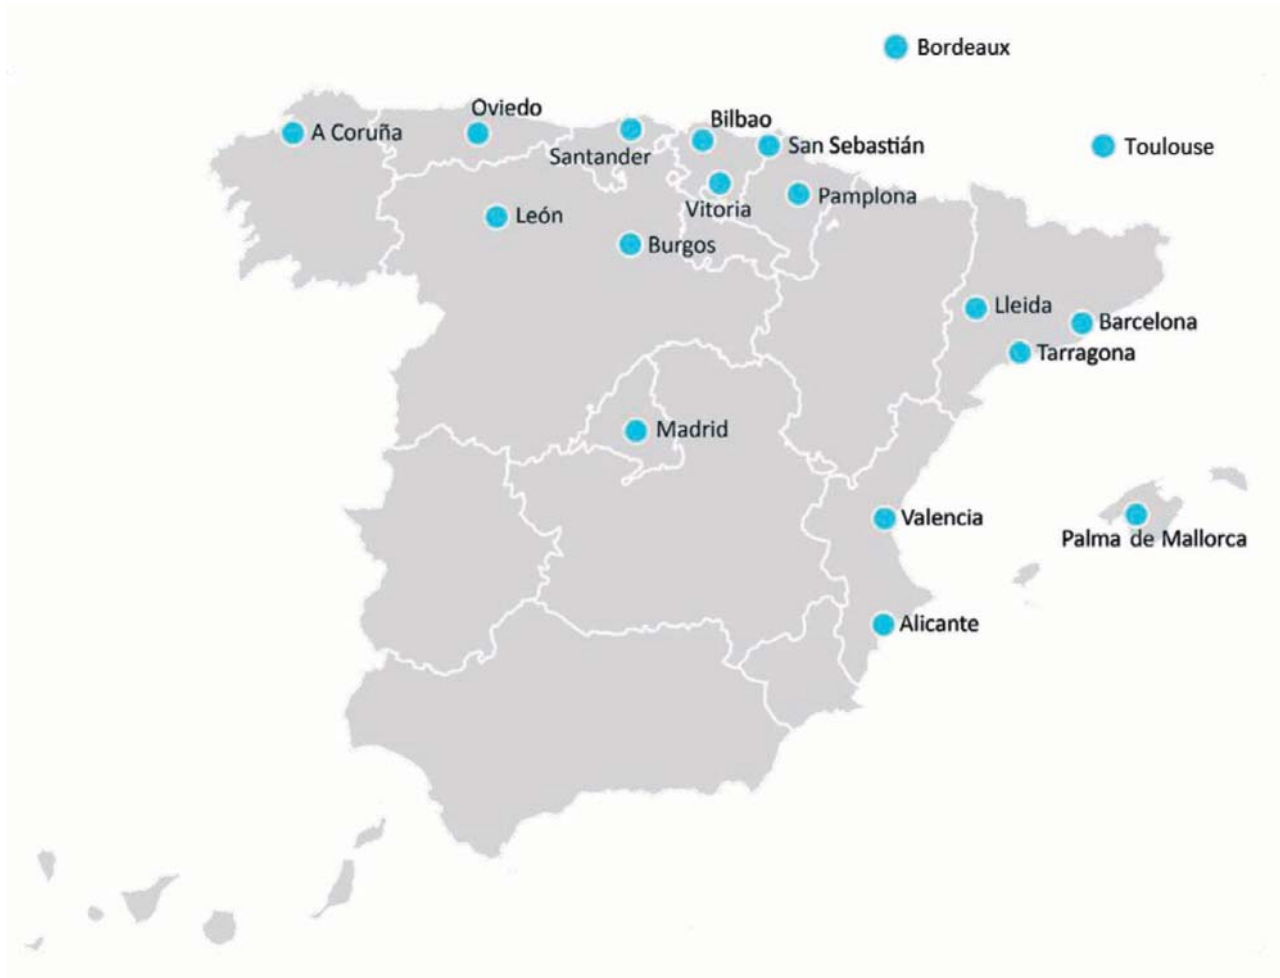 Bordeaux
Oviedo
Bilbao
A Coruña
San Sebastián
Toulouse
Santander
Pamplona
Vitoria
León
Burgos
Lleida
Barcelona
Tarragona
Madrid
Valencia
Palma de Mallorca
Alicante